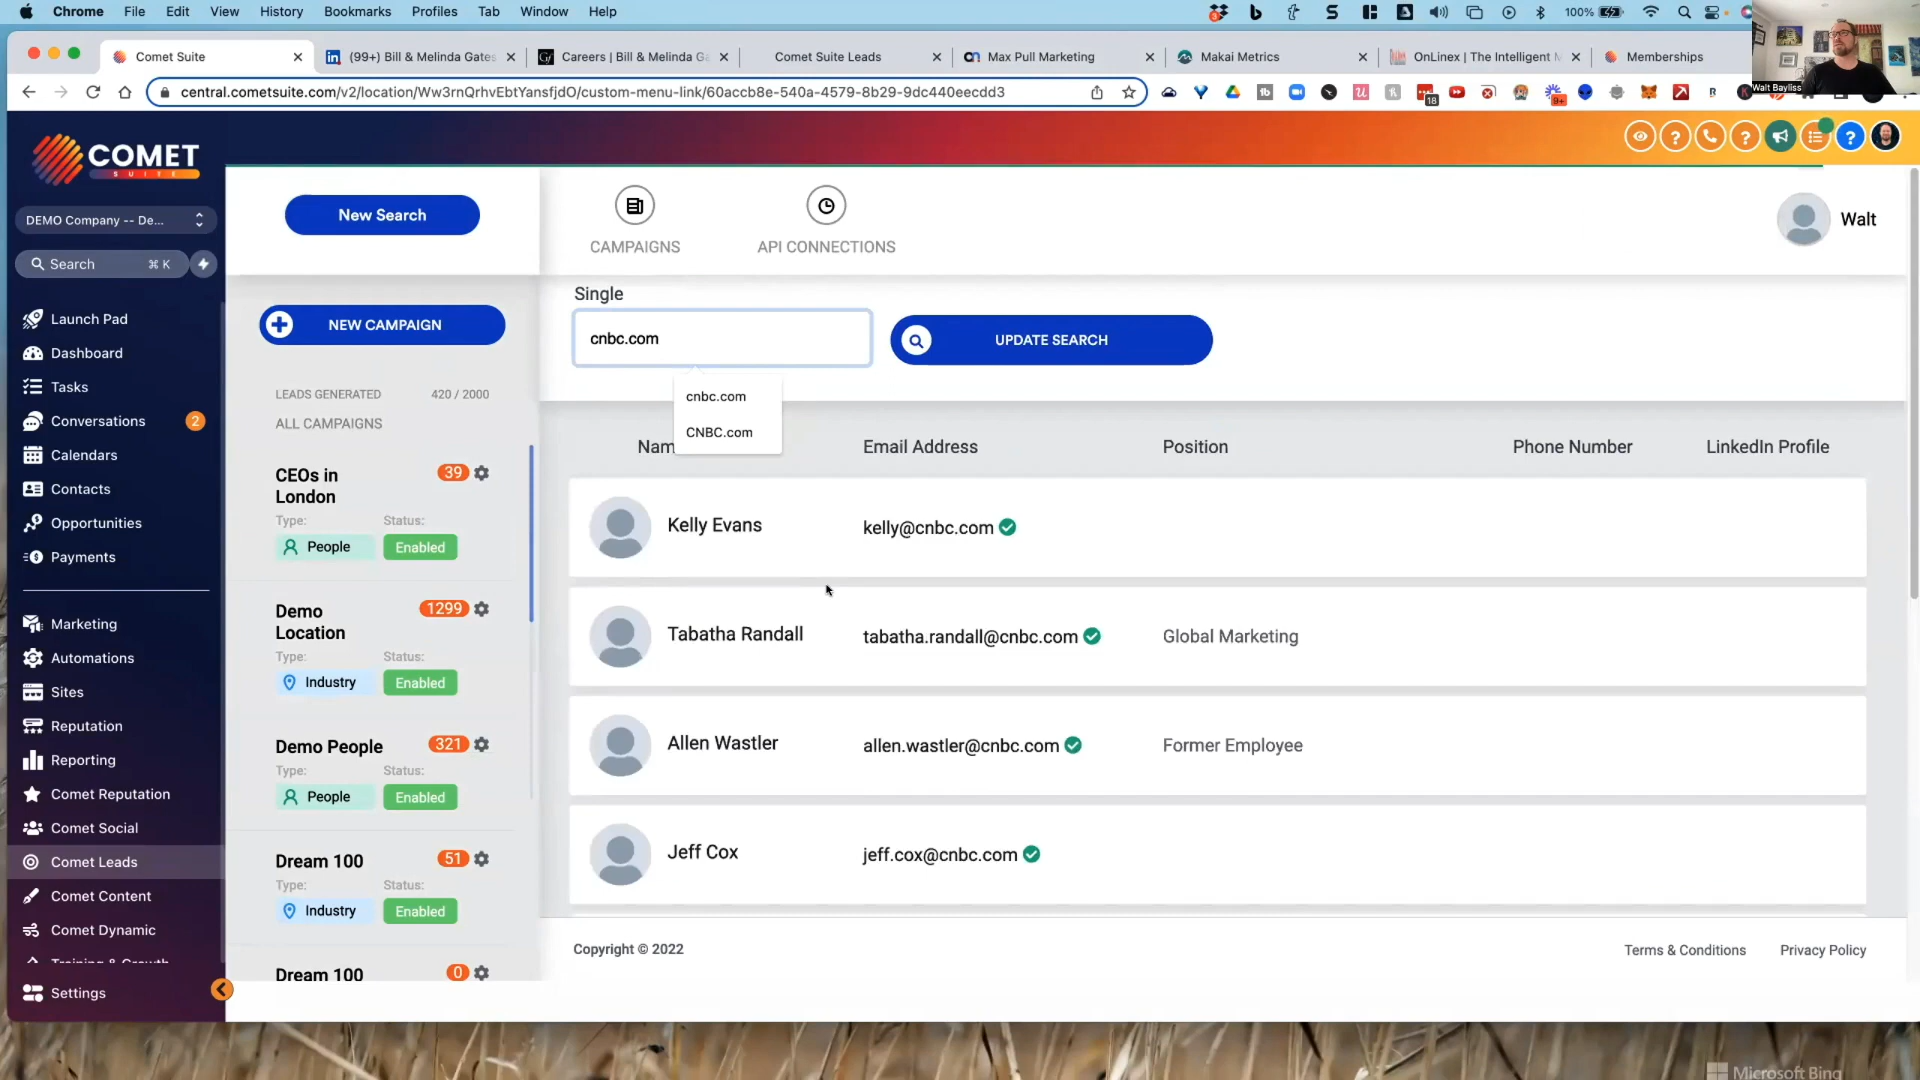 Chrome File Edit View History Bookmarks Profiles Tab Window Help
3
100%
Comet Suite
(99+) Bill & Melinda Gates
Careers | Bill & Melinda Ga
Comet Suite Leads
Max Pull Marketing
Makai Metrics
OnLinex | The Intelligent M
Memberships
central.cometsuite.com/v2/location/Ww3rnQrhvEbtYansfjdO/custom-menu-link/60accb8e-540a-4579-8b29-9dc440eecdd3
18
9+
Walt Bayliss
COMET
SUITE
DEMO Company -- De...
Search ⌘ K
Launch Pad
Dashboard
Tasks
Conversations 2
Calendars
Contacts
Opportunities
Payments
Marketing
Automations
Sites
Reputation
Reporting
Comet Reputation
Comet Social
Comet Leads
Comet Content
Comet Dynamic
Training & Growth
Settings
New Search
CAMPAIGNS
API CONNECTIONS
Walt
NEW CAMPAIGN
LEADS GENERATED 420 / 2000
ALL CAMPAIGNS
CEOs in London 39
Type: Status:
People Enabled
Demo Location 1299
Type: Status:
Industry Enabled
Demo People 321
Type: Status:
People Enabled
Dream 100 51
Type: Status:
Industry Enabled
Dream 100 0
Single
cnbc.com
UPDATE SEARCH
cnbc.com
CNBC.com
Nam Email Address Position Phone Number LinkedIn Profile
Kelly Evans kelly@cnbc.com
Tabatha Randall tabatha.randall@cnbc.com Global Marketing
Allen Wastler allen.wastler@cnbc.com Former Employee
Jeff Cox jeff.cox@cnbc.com
Copyright © 2022
Terms & Conditions Privacy Policy
Microsoft Bing